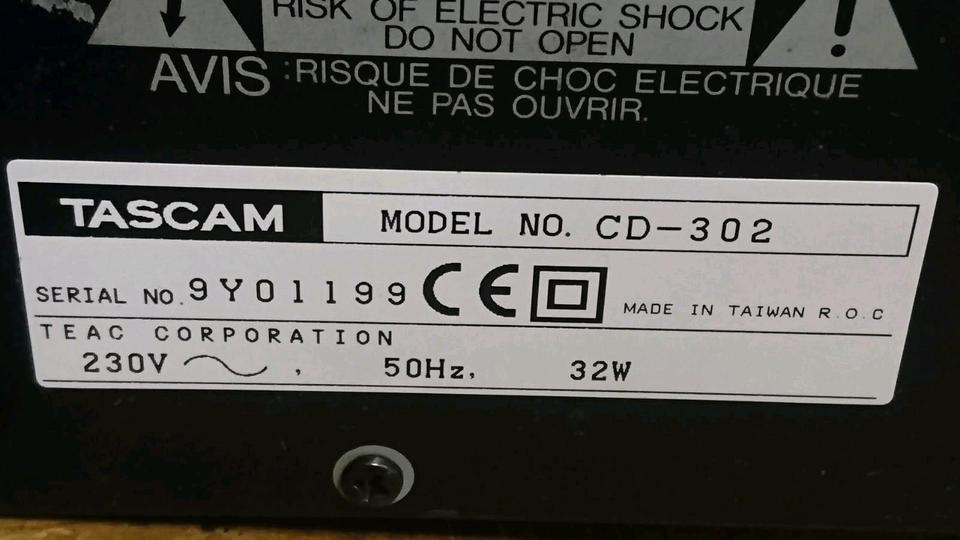 RISK OF ELECTRIC SHOCK
DO NOT OPEN
AVIS :RISQUE DE CHOC ELECTRIQUE
NE PAS OUVRIR.
TASCAM MODEL NO. CD-302
SERIAL NO. 9Y01199 CE MADE IN TAIWAN R.O.C
TEAC CORPORATION
230V , 50Hz, 32W